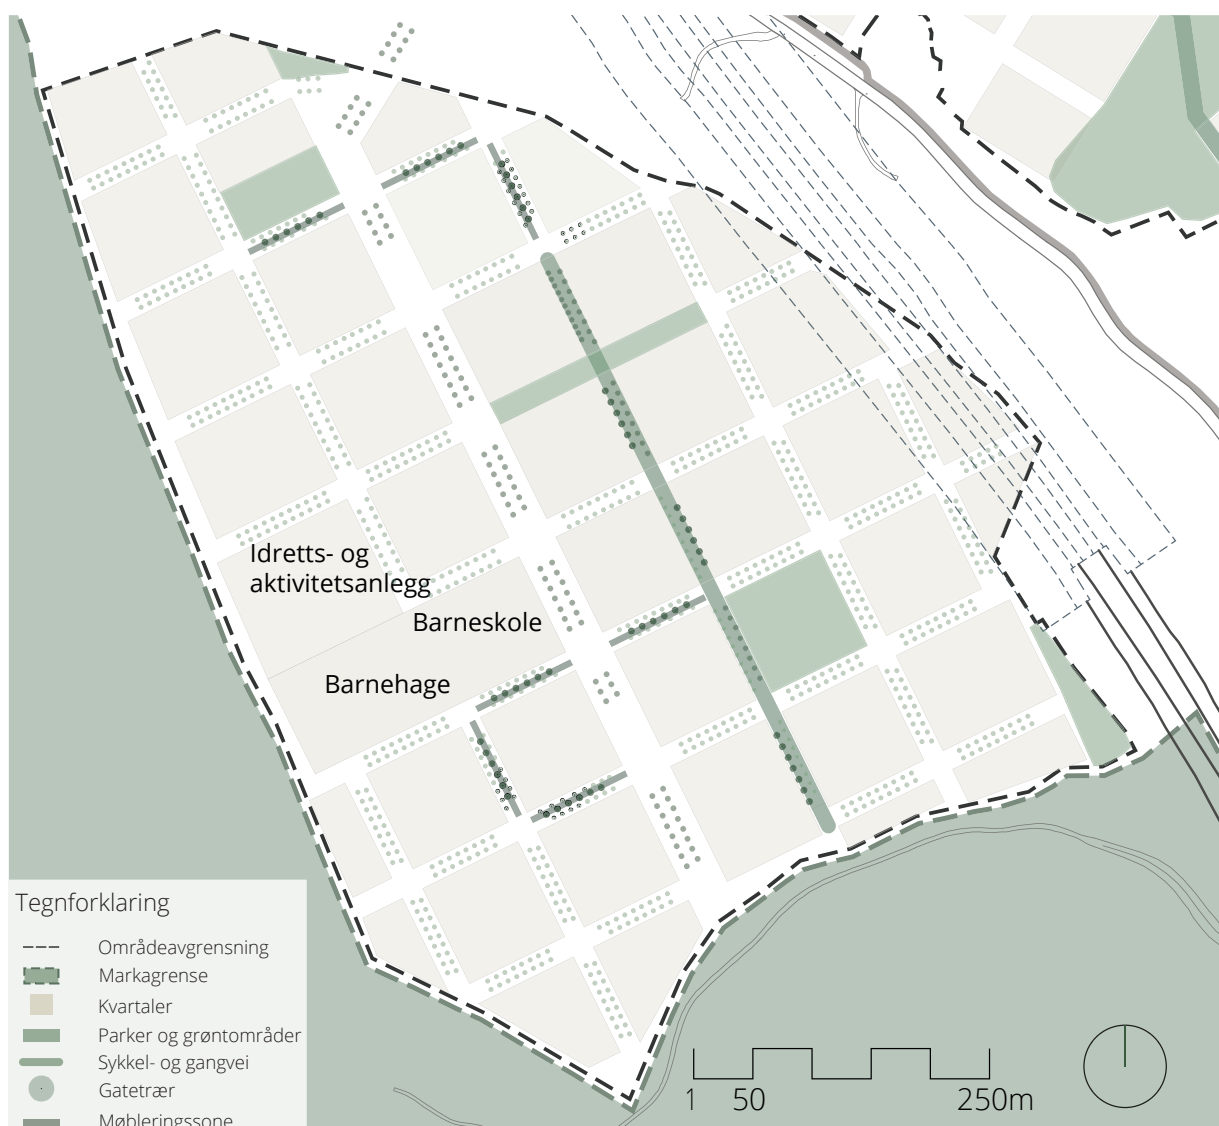 Idretts- og
aktivitetsanlegg
Barneskole
Barnehage
Tegnforklaring
Områdeavgrensning
Markagrense
Kvartaler
Parker og grøntområder
Sykkel- og gangvei
Gatetrær
Møbleringssone
1 50 250m